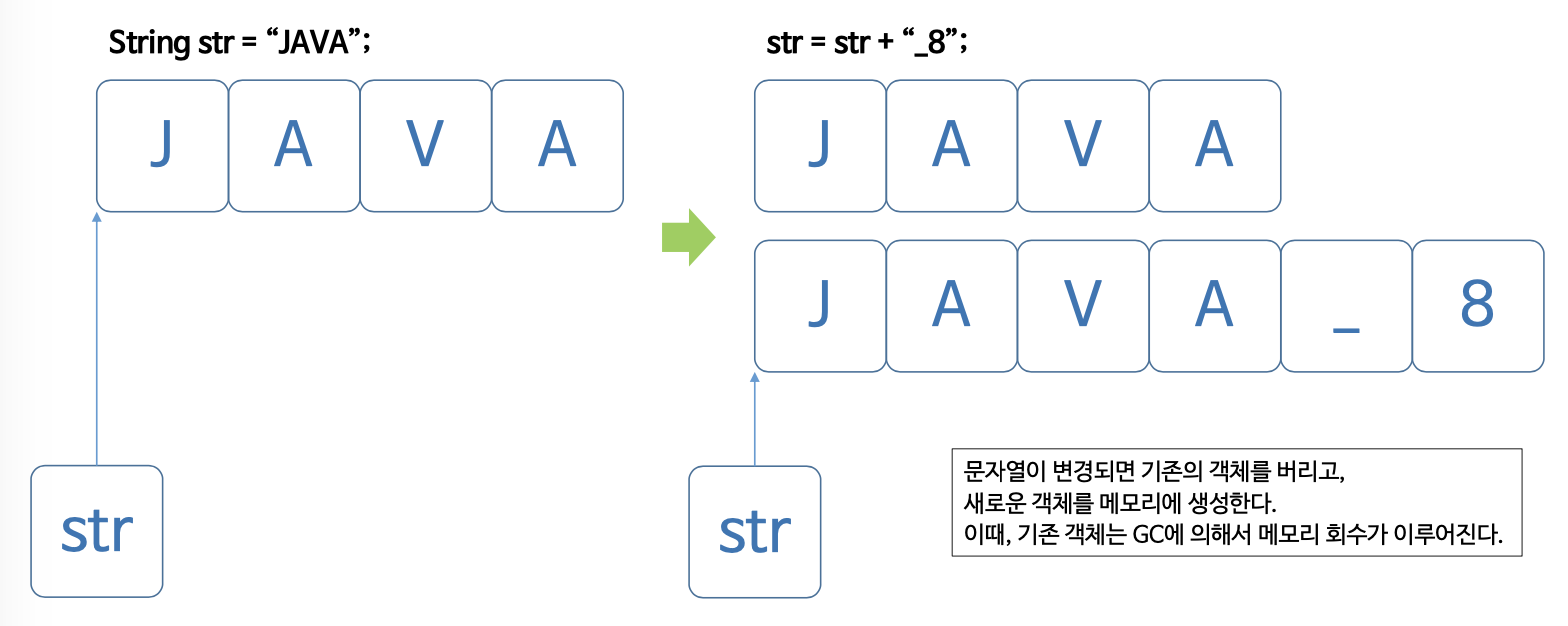 String str = “JAVA”;
J A V A
str
str = str + “_8”;
J A V A
J A V A _ 8
str
문자열이 변경되면 기존의 객체를 버리고,
새로운 객체를 메모리에 생성한다.
이때, 기존 객체는 GC에 의해서 메모리 회수가 이루어진다.